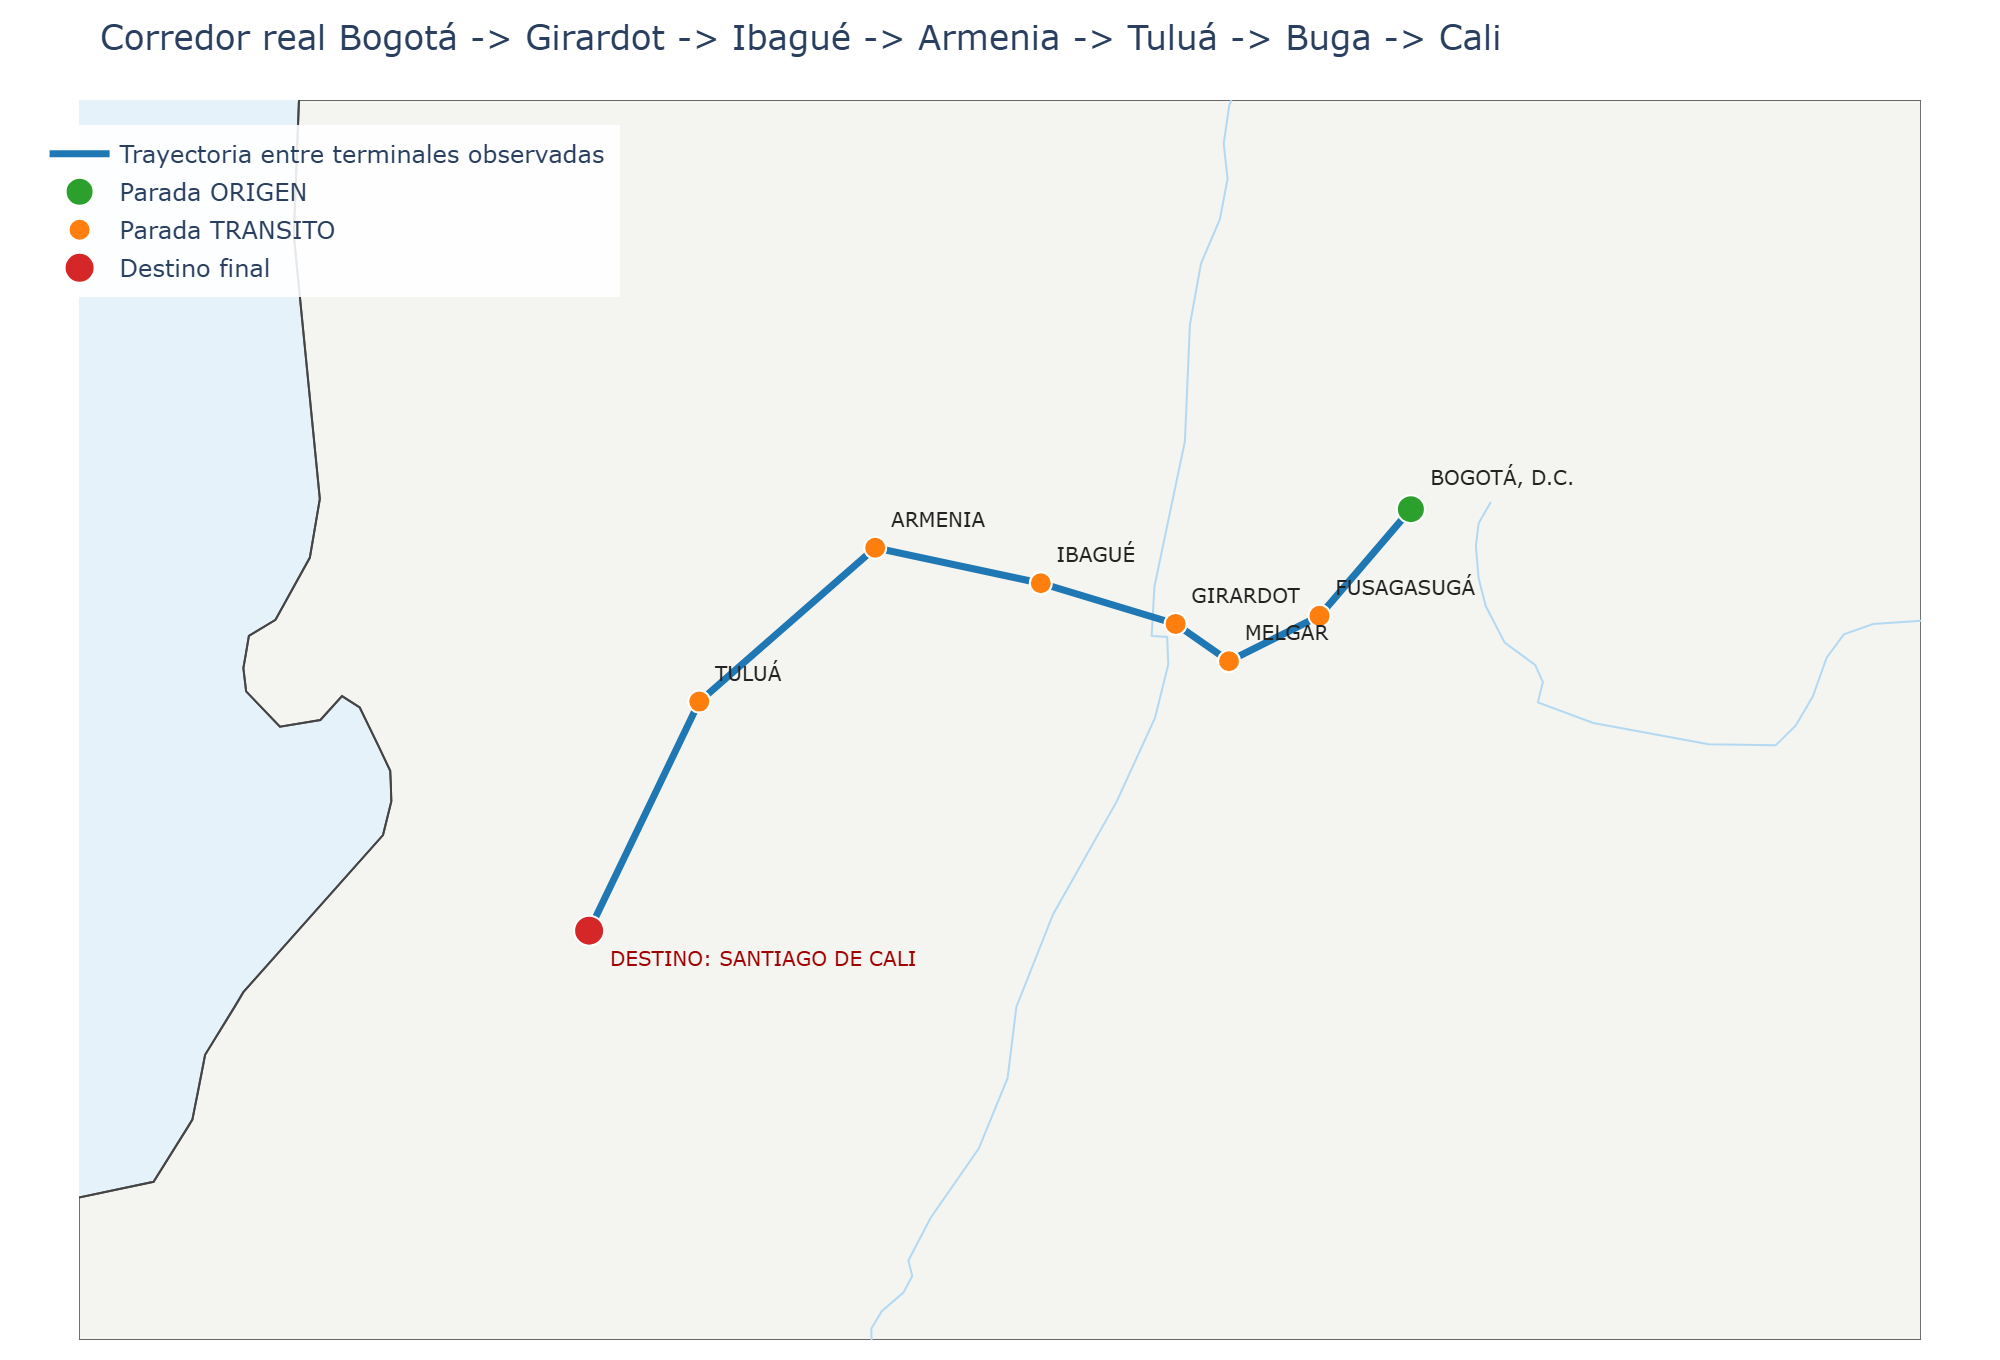 Corredor real Bogotá -> Girardot -> Ibagué -> Armenia -> Tuluá -> Buga -> Cali
Trayectoria entre terminales observadas
Parada ORIGEN
Parada TRANSITO
Destino final
BOGOTÁ, D.C.
ARMENIA
IBAGUÉ
FUSAGASUGÁ
GIRARDOT
MELGAR
TULUÁ
DESTINO: SANTIAGO DE CALI